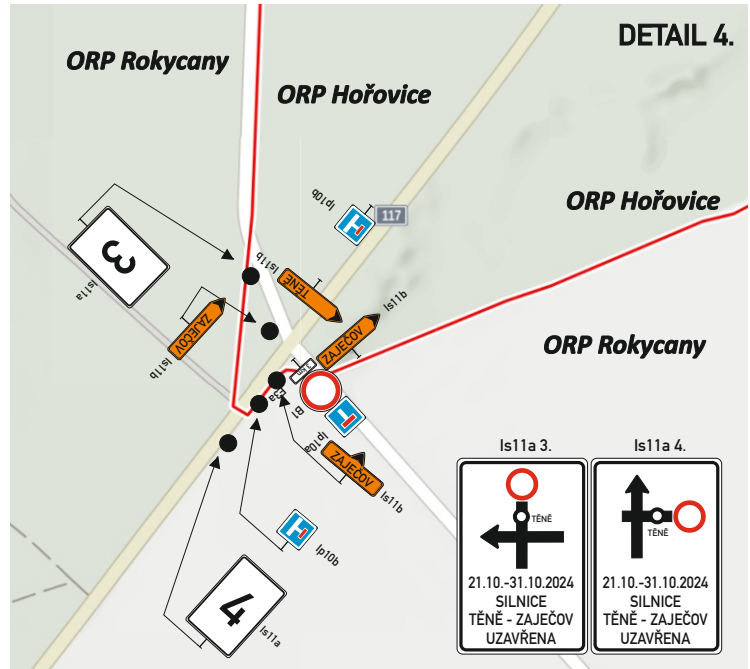 DETAIL 4.
ORP Rokycany
ORP Hořovice
ORP Hořovice
ORP Rokycany
Ip10b
117
3
Is11a
Is11b
TĚNĚ
ZAJEČOV
Is11b
ZAJEČOV
Is11b
B1
E3a
Ip10a
ZAJEČOV
Is11b
Ip10b
4
Is11a
Is11a 3.
TĚNĚ
21.10.-31.10.2024
SILNICE
TĚNĚ - ZAJEČOV
UZAVŘENA
Is11a 4.
TĚNĚ
21.10.-31.10.2024
SILNICE
TĚNĚ - ZAJEČOV
UZAVŘENA